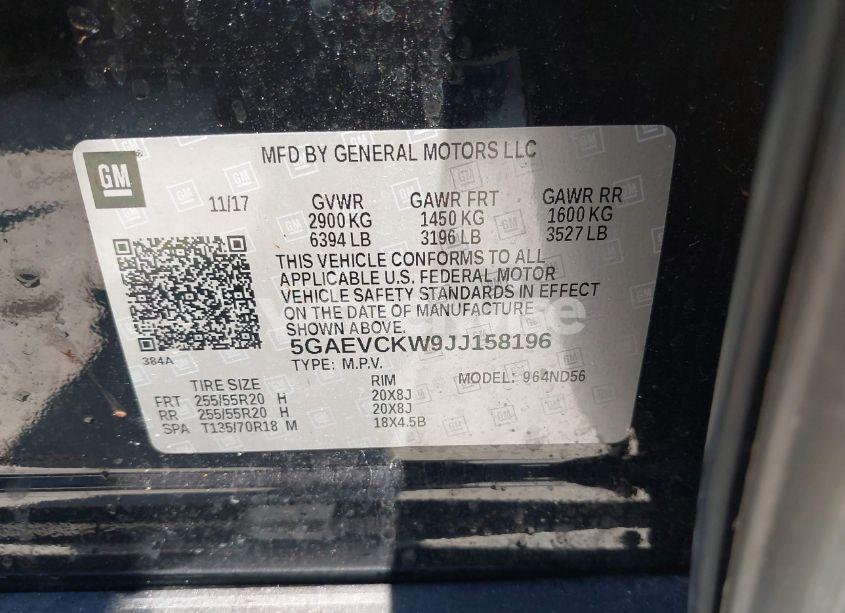 GM
MFD BY GENERAL MOTORS LLC
11/17 GVWR GAWR FRT GAWR RR
2900 KG 1450 KG 1600 KG
6394 LB 3196 LB 3527 LB
THIS VEHICLE CONFORMS TO ALL
APPLICABLE U.S. FEDERAL MOTOR
VEHICLE SAFETY STANDARDS IN EFFECT
ON THE DATE OF MANUFACTURE
SHOWN ABOVE.
5GAEVCKW9JJ158196
384A
TYPE: M.P.V. MODEL: 964ND56
TIRE SIZE RIM
FRT 255/55R20 H 20X8J
RR 255/55R20 H 20X8J
SPA T135/70R18 M 18X4.5B